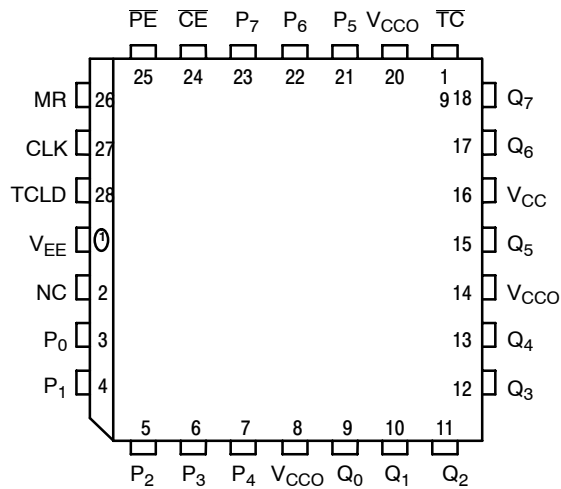 PE CE P7 P6 P5 VCCO TC
25 24 23 22 21 20 1
9
MR 26 18 Q7
CLK 27 17 Q6
TCLD 28 16 VCC
VEE 1 15 Q5
NC 2 14 VCCO
P0 3 13 Q4
P1 4 12 Q3
5 6 7 8 9 10 11
P2 P3 P4 VCCO Q0 Q1 Q2